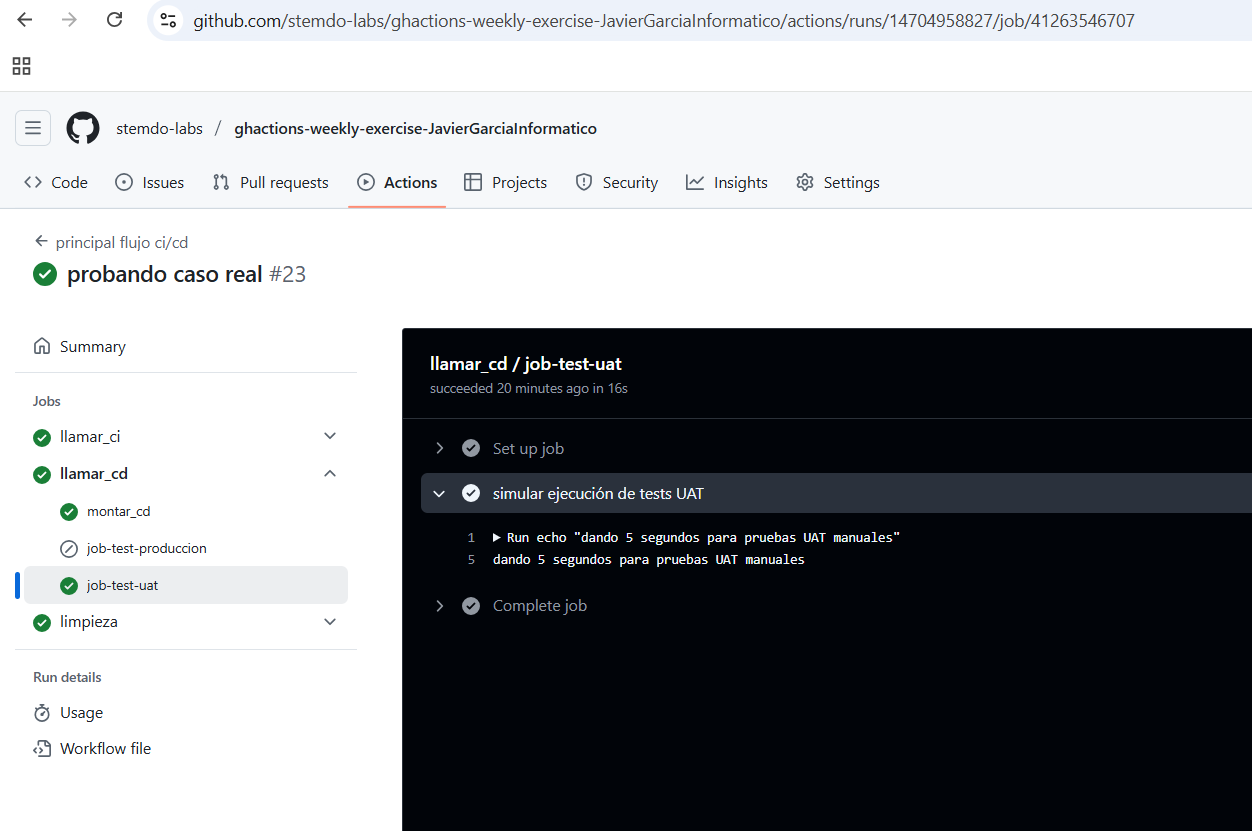 github.com/stemdo-labs/ghactions-weekly-exercise-JavierGarciaInformatico/actions/runs/14704958827/job/41263546707
stemdo-labs / ghactions-weekly-exercise-JavierGarciaInformatico
Code Issues Pull requests Actions Projects Security Insights Settings
principal flujo ci/cd
probando caso real #23
Summary
Jobs
llamar_ci
llamar_cd
montar_cd
job-test-produccion
job-test-uat
limpieza
Run details
Usage
Workflow file
llamar_cd / job-test-uat
succeeded 20 minutes ago in 16s
Set up job
simular ejecución de tests UAT
1 Run echo "dando 5 segundos para pruebas UAT manuales"
5 dando 5 segundos para pruebas UAT manuales
Complete job